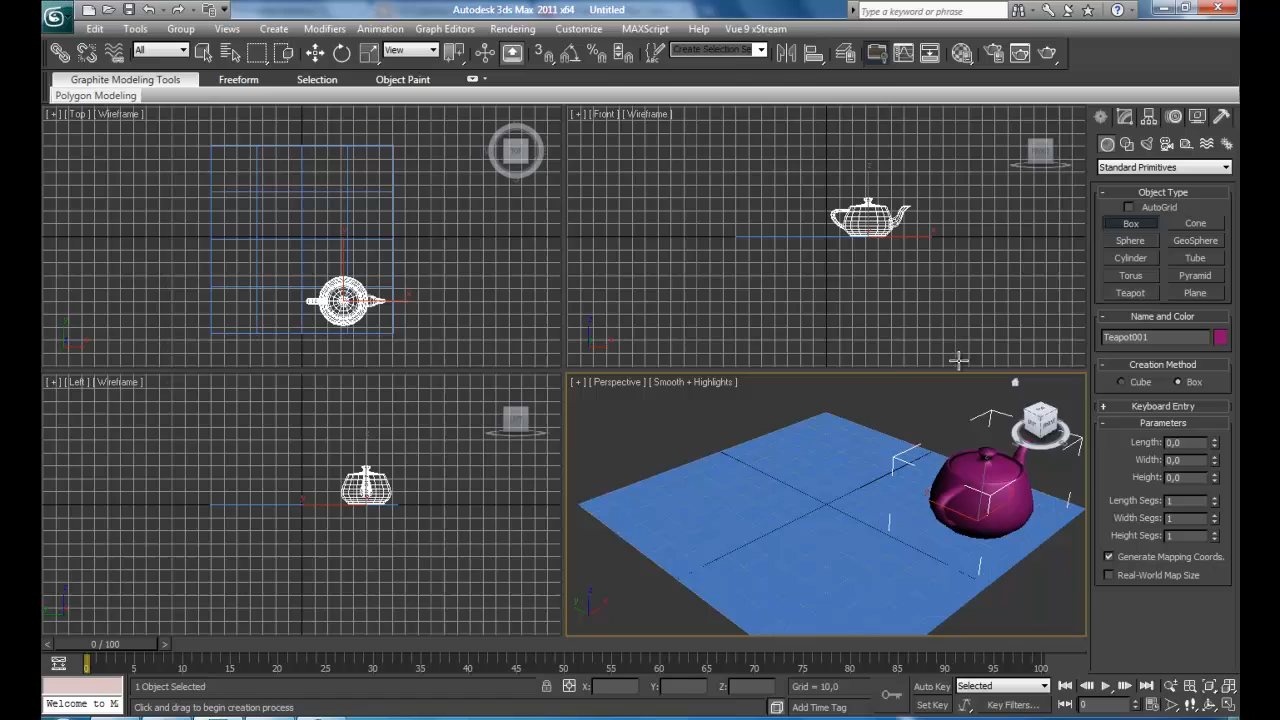 Autodesk 3ds Max 2011 x64    Untitled
Type a keyword or phrase
Edit Tools Group Views Create Modifiers Animation Graph Editors Rendering Customize MAXScript Help Vue 9 xStream
All View 3 Create Selection Se
Graphite Modeling Tools Freeform Selection Object Paint
Polygon Modeling
[ + ] [ Top ] [ Wireframe ]
[ + ] [ Front ] [ Wireframe ]
Standard Primitives
Object Type
AutoGrid
Box Cone
Sphere GeoSphere
Cylinder Tube
Torus Pyramid
Teapot Plane
Name and Color
Teapot001
Creation Method
Cube Box
[ + ] [ Left ] [ Wireframe ]
[ + ] [ Perspective ] [ Smooth + Highlights ]
Keyboard Entry
Parameters
Length: 0,0
Width: 0,0
Height: 0,0
Length Segs: 1
Width Segs: 1
Height Segs: 1
Generate Mapping Coords.
Real-World Map Size
0 / 100
0 5 10 15 20 25 30 35 40 45 50 55 60 65 70 75 80 85 90 95 100
1 Object Selected X: Y: Z: Grid = 10,0 Auto Key Selected
Welcome to M Click and drag to begin creation process Add Time Tag Set Key Key Filters... 0